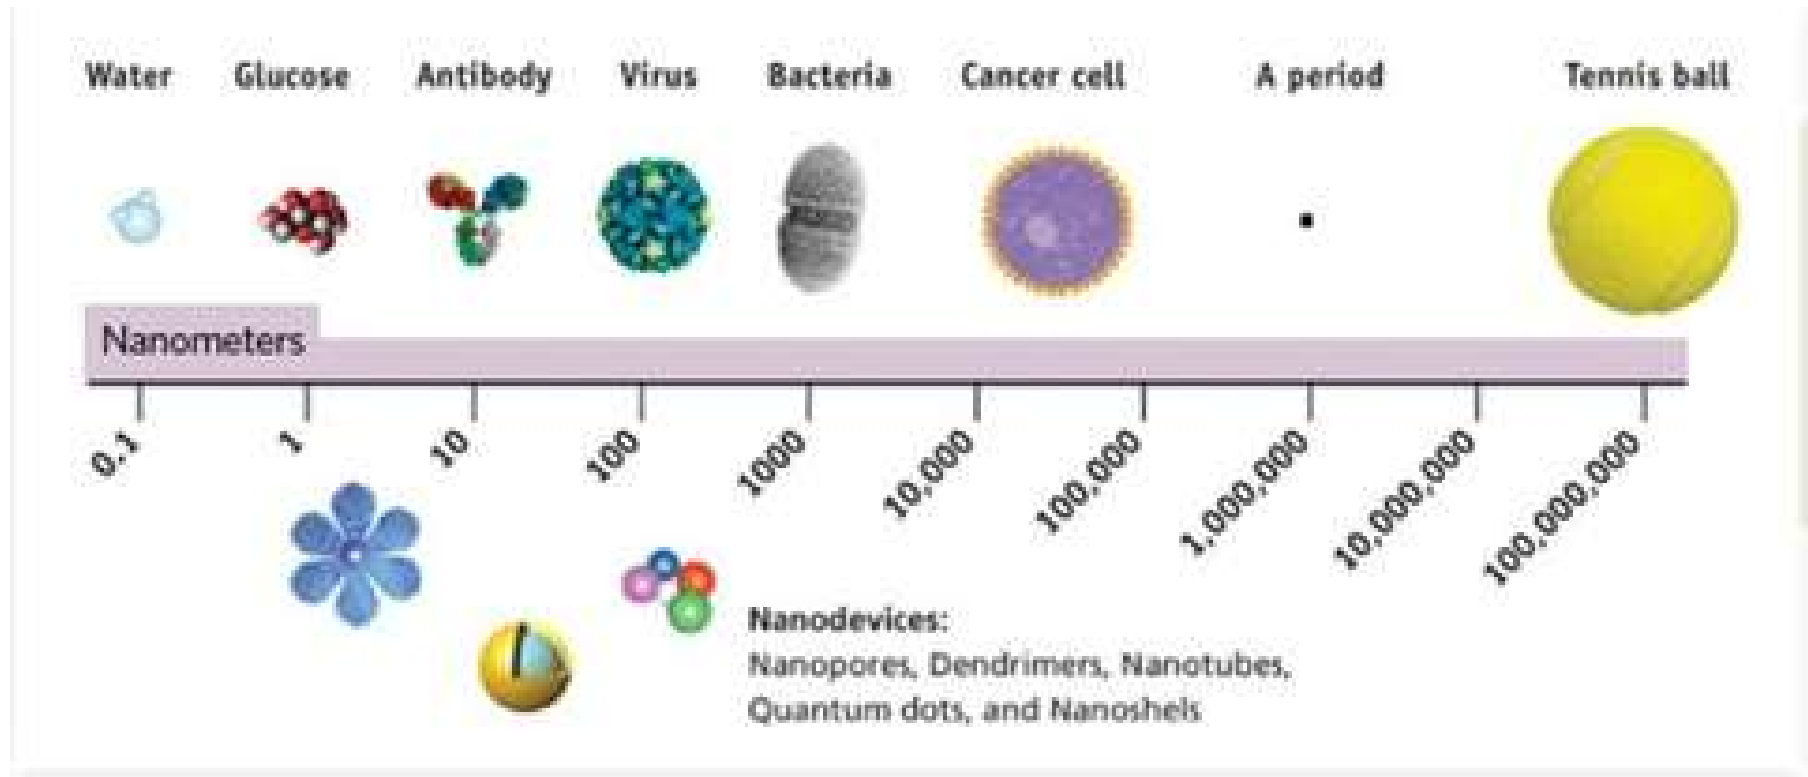 Water Glucose Antibody Virus Bacteria Cancer cell A period Tennis ball
Nanometers
0.1 1 10 100 1000 10,000 100,000 1,000,000 10,000,000 100,000,000
Nanodevices:
Nanopores, Dendrimers, Nanotubes,
Quantum dots, and Nanoshels